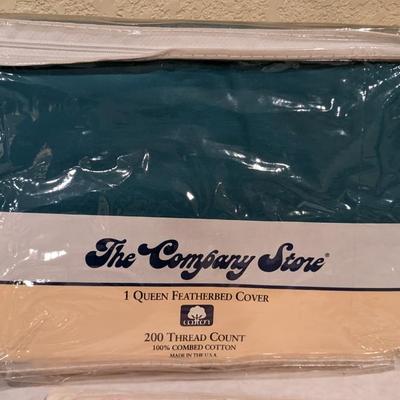 The Company Store®
1 QUEEN FEATHERBED COVER
COTTON
200 THREAD COUNT
100% COMBED COTTON
MADE IN THE U.S.A.